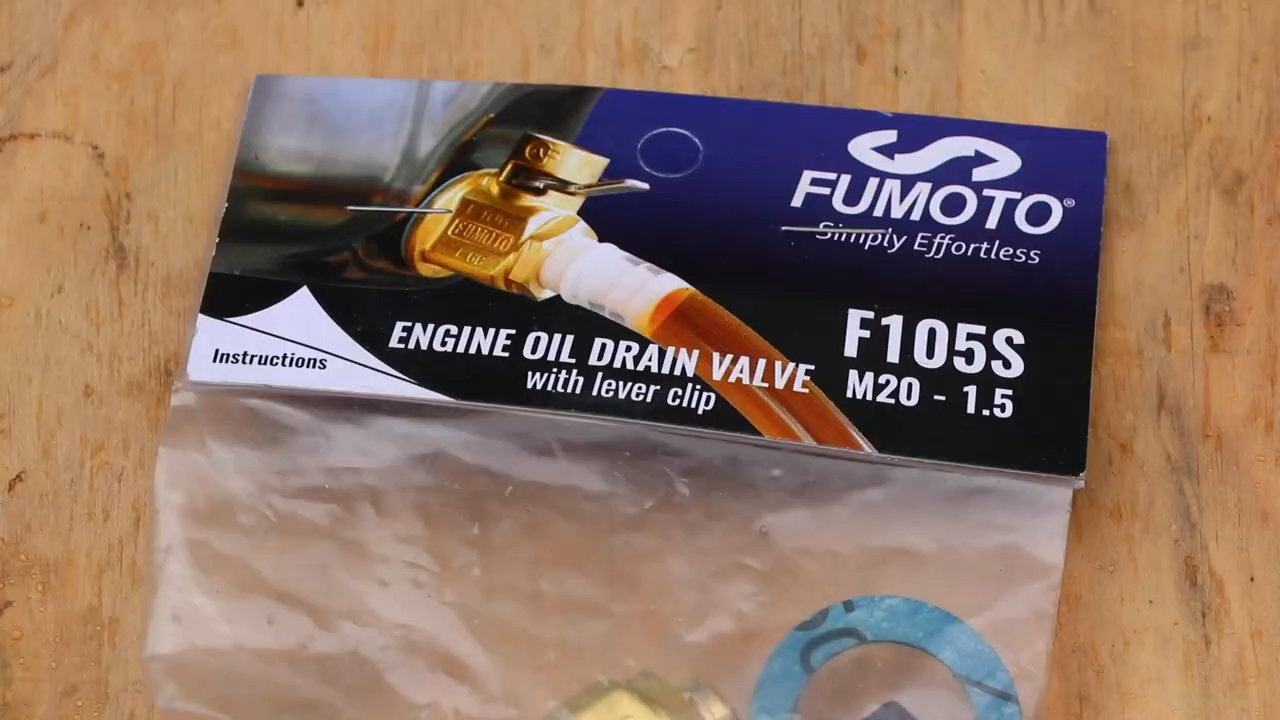 FUMOTO®
Simply Effortless
FUMOTO
F105S
M20 - 1.5
ENGINE OIL DRAIN VALVE
with lever clip
Instructions